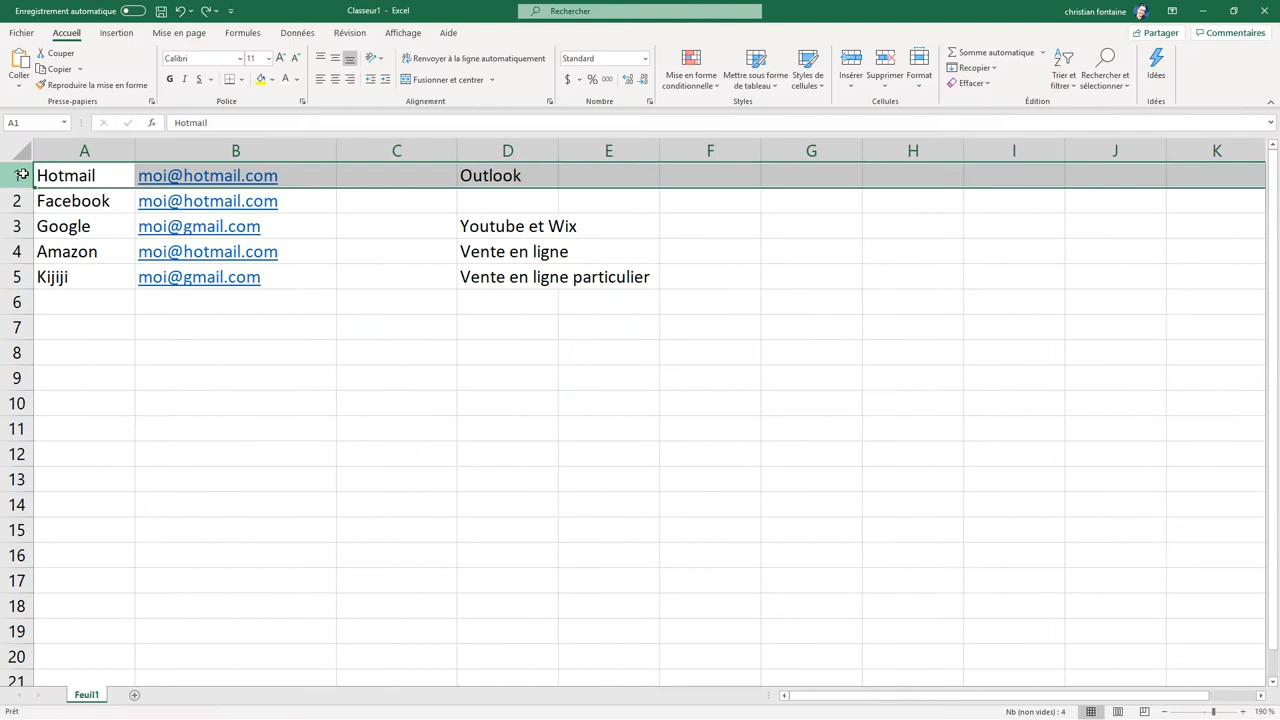 Enregistrement automatique Classeur1 - Excel Rechercher christian fontaine
Fichier Accueil Insertion Mise en page Formules Données Révision Affichage Aide Partager Commentaires
Coller Couper Copier Reproduire la mise en forme Presse-papiers
Calibri 11 G I S Police
Renvoyer à la ligne automatiquement Fusionner et centrer Alignement
Standard $ % 000 Nombre
Mise en forme conditionnelle Mettre sous forme de tableau Styles de cellules Styles
Insérer Supprimer Format Cellules
Somme automatique Recopier Effacer Trier et filtrer Rechercher et sélectionner Édition
Idées Idées
A1 fx Hotmail
A B C D E F G H I J K
Hotmail moi@hotmail.com Outlook
2 Facebook moi@hotmail.com
3 Google moi@gmail.com Youtube et Wix
4 Amazon moi@hotmail.com Vente en ligne
5 Kijiji moi@gmail.com Vente en ligne particulier
6
7
8
9
10
11
12
13
14
15
16
17
18
19
20
21
Feuil1
Prêt Nb (non vides) : 4 190 %